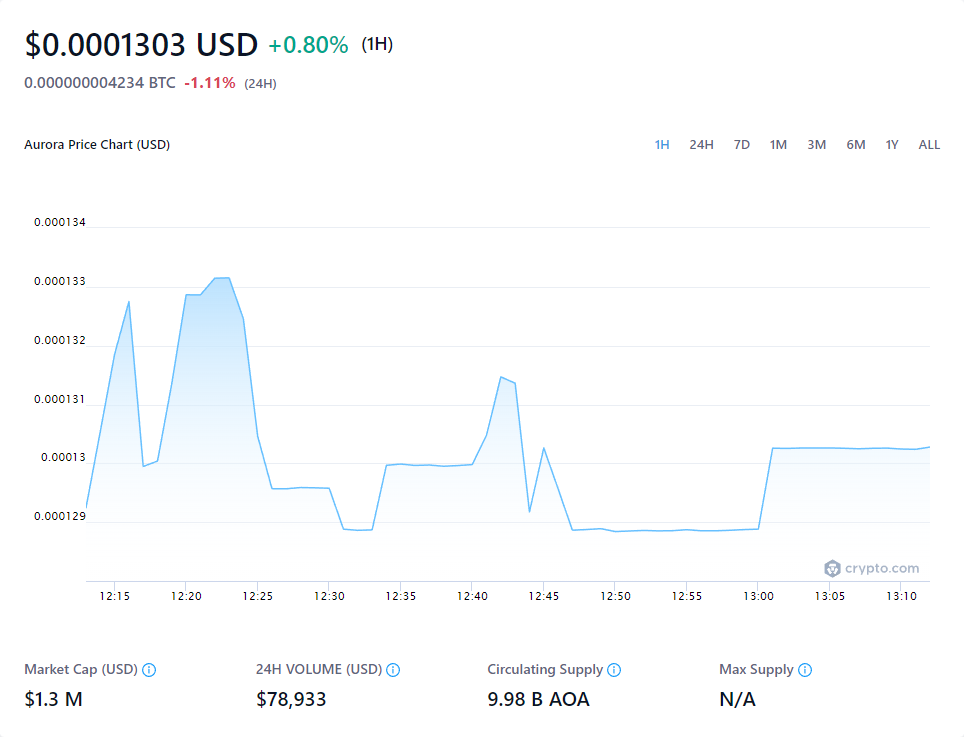 $0.0001303 USD +0.80% (1H)
0.000000004234 BTC -1.11% (24H)
Aurora Price Chart (USD) 1H 24H 7D 1M 3M 6M 1Y ALL
0.000134
0.000133
0.000132
0.000131
0.00013
0.000129
crypto.com
12:15 12:20 12:25 12:30 12:35 12:40 12:45 12:50 12:55 13:00 13:05 13:10
Market Cap (USD) 24H VOLUME (USD) Circulating Supply Max Supply
$1.3 M $78,933 9.98 B AOA N/A